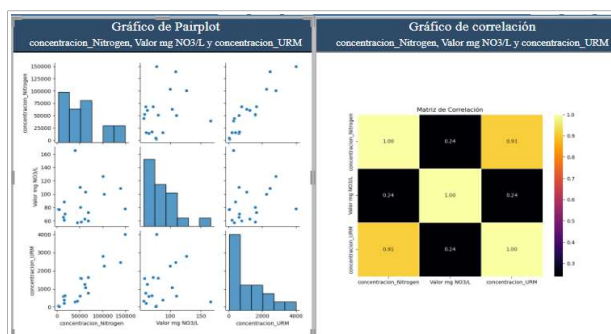 Gráfico de Pairplot
concentracion_Nitrogen, Valor mg NO3/L y concentracion_URM
150000
125000
100000
75000
50000
25000
0
concentracion_Nitrogen
160
140
120
100
80
60
Valor mg NO3/L
4000
3000
2000
1000
0
concentracion_URM
0
50000
100000
150000
concentracion_Nitrogen
100
150
Valor mg NO3/L
0
2000
4000
concentracion_URM
Gráfico de correlación
concentracion_Nitrogen, Valor mg NO3/L y concentracion_URM
Matriz de Correlación
concentracion_Nitrogen
Valor mg NO3/L
concentracion_URM
1.00
0.24
0.91
0.24
1.00
0.24
0.91
0.24
1.00
concentracion_Nitrogen
Valor mg NO3/L
concentracion_URM
1.0
0.9
0.8
0.7
0.6
0.5
0.4
0.3